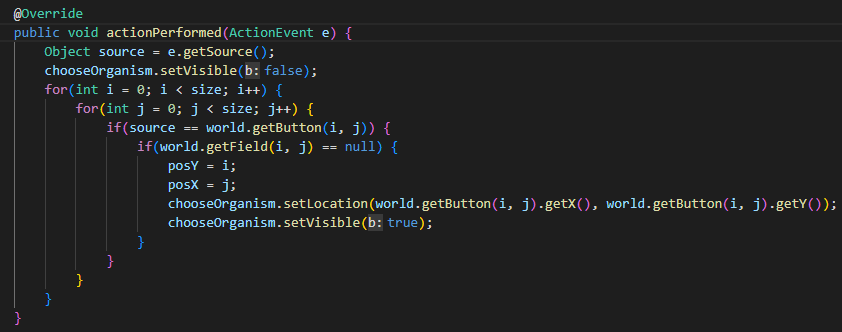 @Override
public void actionPerformed(ActionEvent e) {
    Object source = e.getSource();
    chooseOrganism.setVisible(b: false);
    for(int i = 0; i < size; i++) {
        for(int j = 0; j < size; j++) {
            if(source == world.getButton(i, j)) {
                if(world.getField(i, j) == null) {
                    posY = i;
                    posX = j;
                    chooseOrganism.setLocation(world.getButton(i, j).getX(), world.getButton(i, j).getY());
                    chooseOrganism.setVisible(b: true);
                }
            }
        }
    }
}